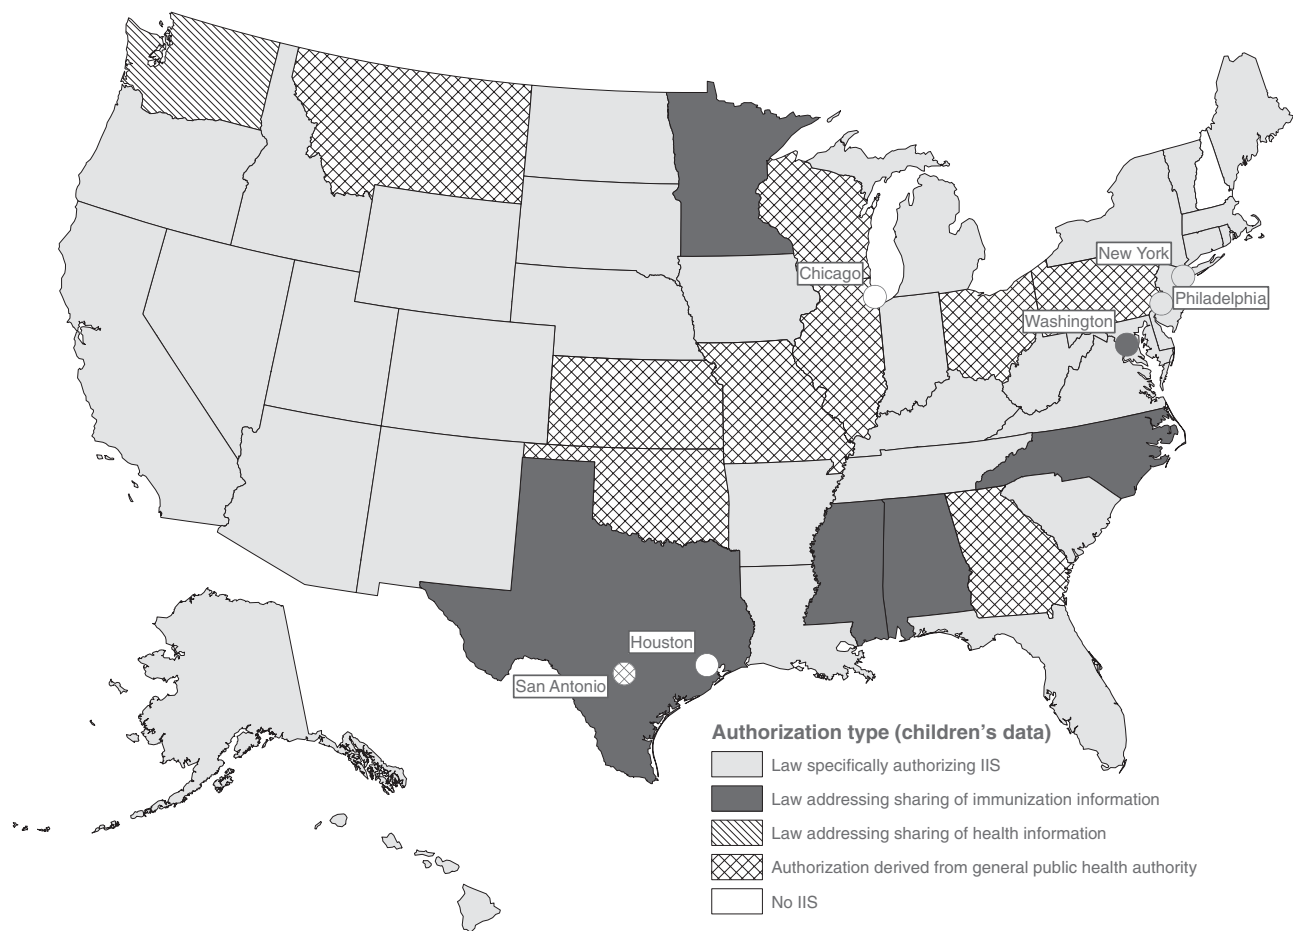 New York
Chicago
Philadelphia
Washington
Houston
San Antonio
Authorization type (children’s data)
Law specifically authorizing IIS
Law addressing sharing of immunization information
Law addressing sharing of health information
Authorization derived from general public health authority
No IIS